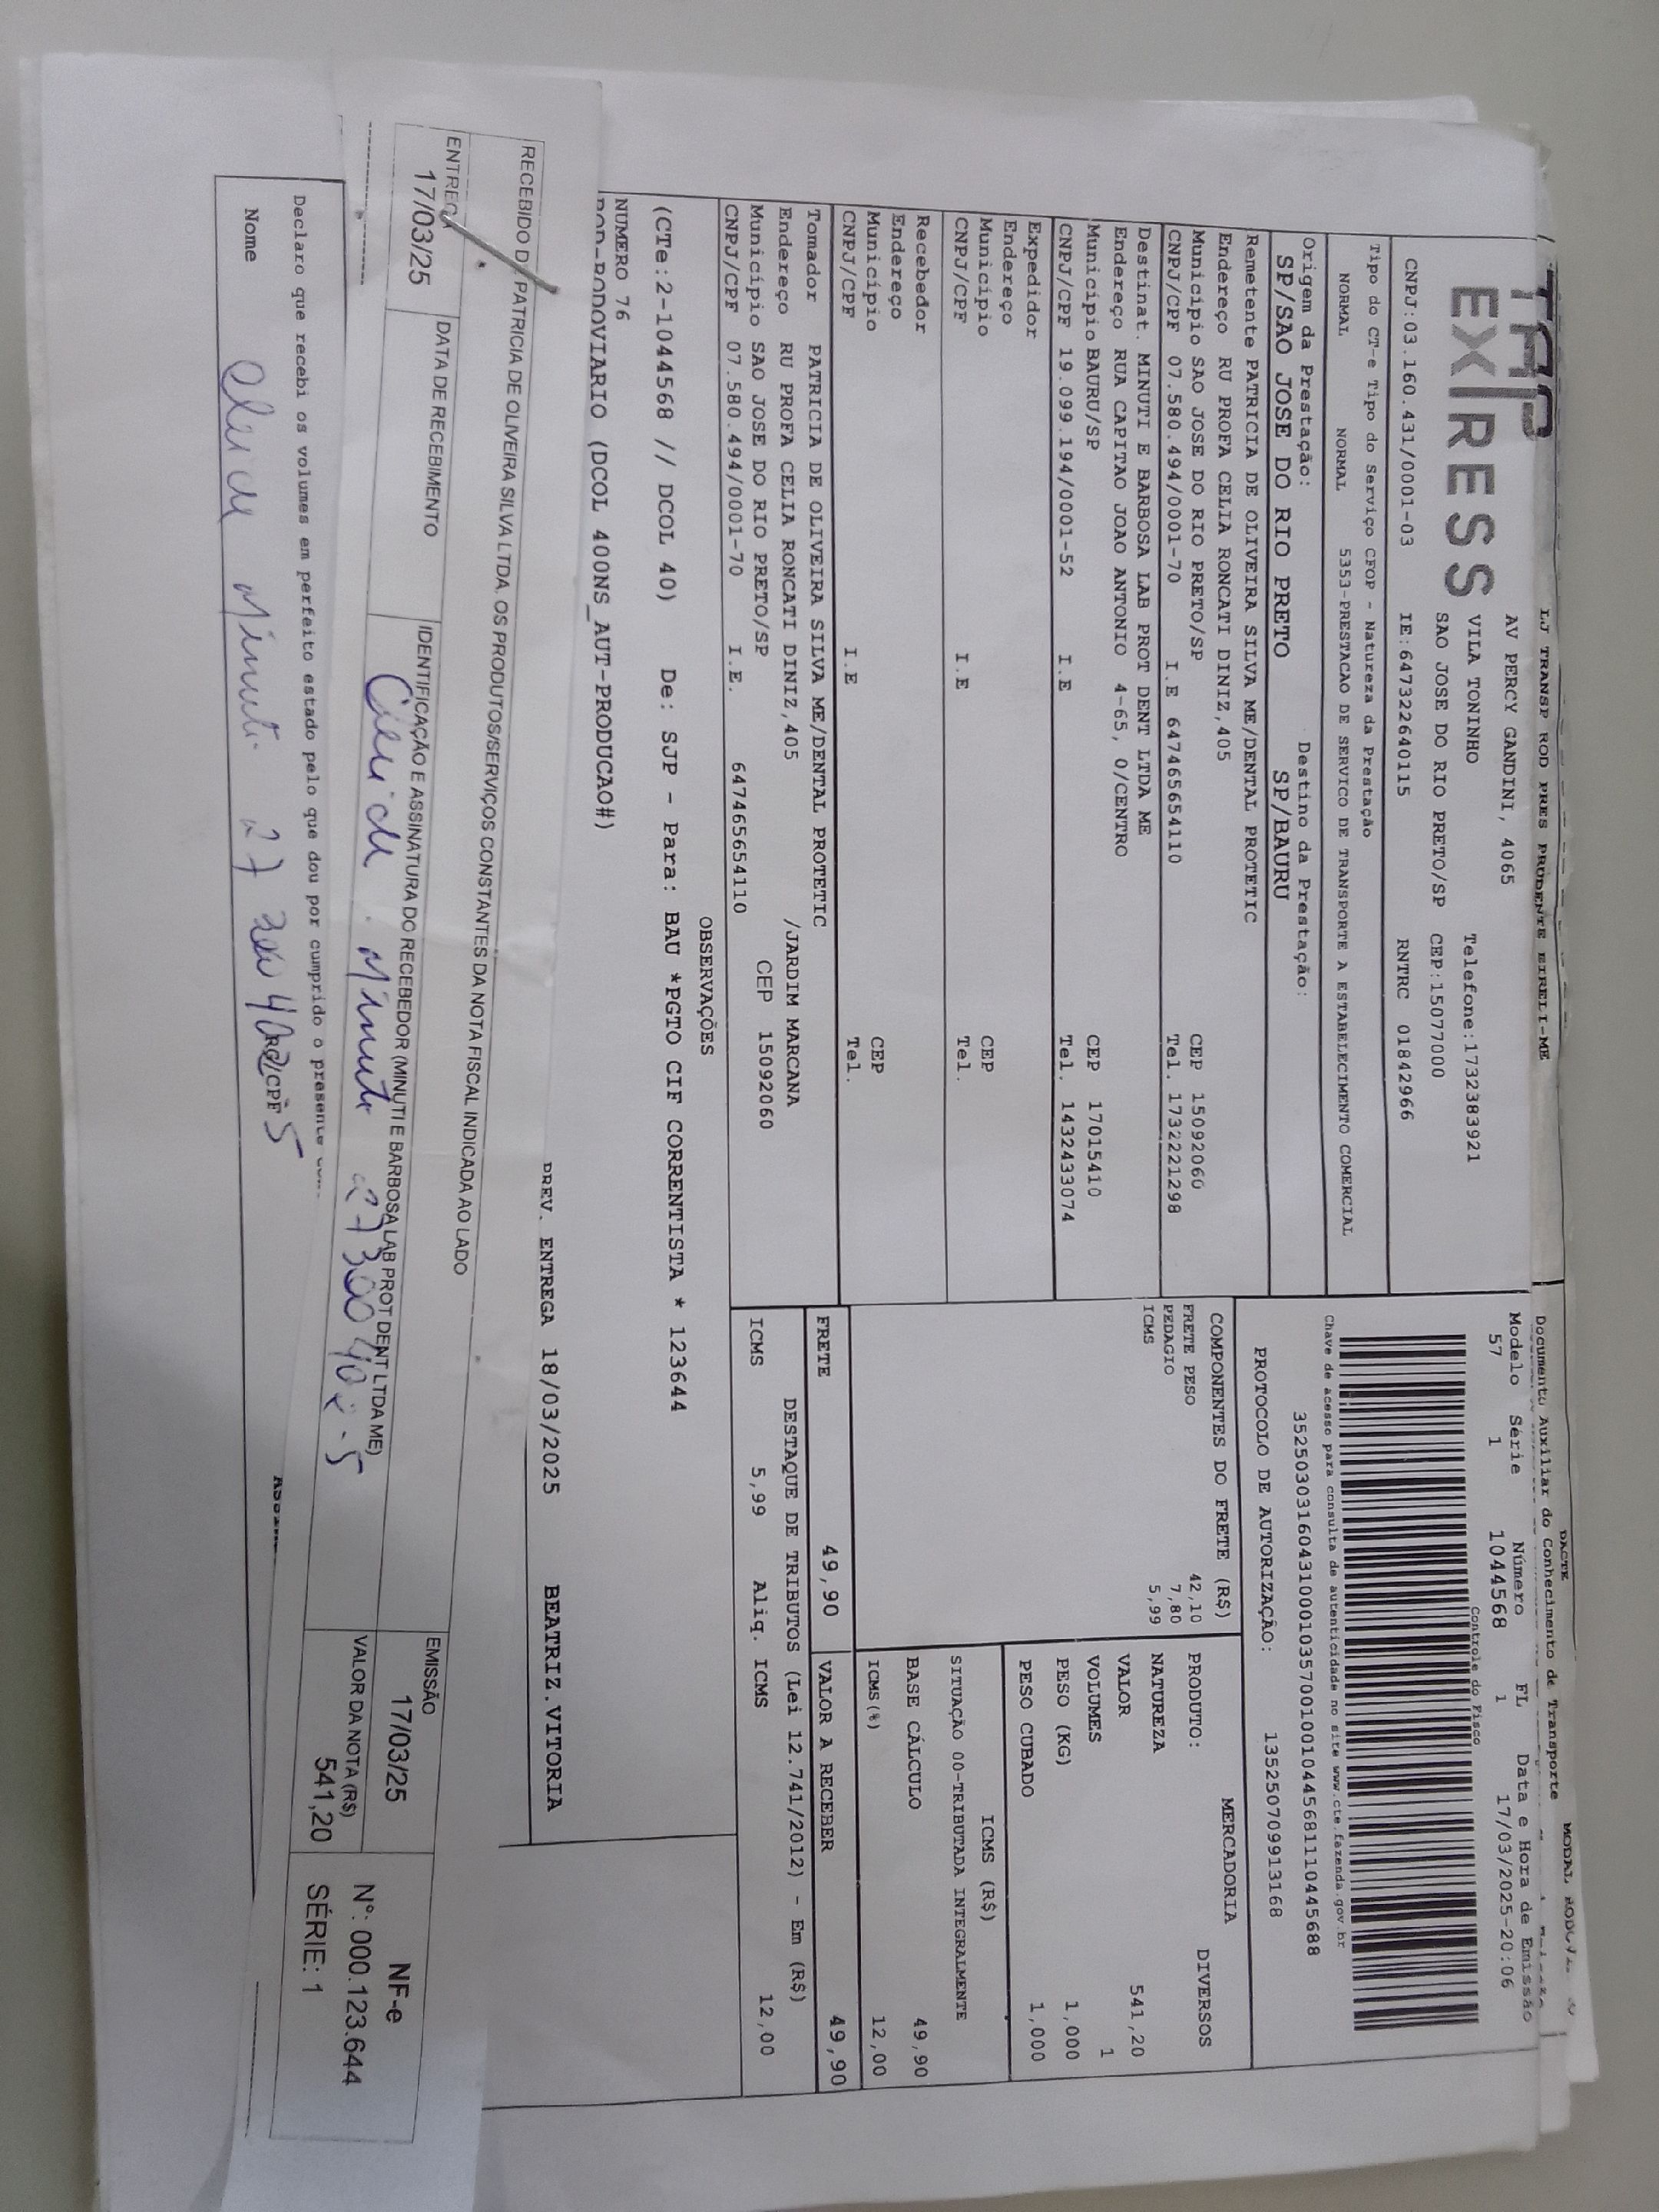 LJ TRANSP ROD PRES PRUDENTE EIRELI-ME
TAP
EXPRESS
AV PERCY GANDINI, 4065
VILA TONINHO Telefone:1732383921
SAO JOSE DO RIO PRETO/SP CEP:15077000
CNPJ:03.160.431/0001-03 IE:647322640115 RNTRC 01842966
Tipo do CT-e Tipo do Serviço CFOP - Natureza da Prestação
NORMAL NORMAL 5353-PRESTACAO DE SERVICO DE TRANSPORTE A ESTABELECIMENTO COMERCIAL
Origem da Prestação: Destino da Prestação:
SP/SAO JOSE DO RIO PRETO SP/BAURU
Remetente PATRICIA DE OLIVEIRA SILVA ME/DENTAL PROTETIC
Endereço RU PROFA CELIA RONCATI DINIZ,405
Município SAO JOSE DO RIO PRETO/SP CEP 15092060
CNPJ/CPF 07.580.494/0001-70 I.E 647465654110 Tel. 1732221298
Destinat. MINUTI E BARBOSA LAB PROT DENT LTDA ME
Endereço RUA CAPITAO JOAO ANTONIO 4-65, 0/CENTRO
Município BAURU/SP CEP 17015410
CNPJ/CPF 19.099.194/0001-52 I.E Tel. 1432433074
Expedidor
Endereço
Município CEP
CNPJ/CPF I.E Tel.
Recebedor
Endereço
Município CEP
CNPJ/CPF I.E Tel.
Tomador PATRICIA DE OLIVEIRA SILVA ME/DENTAL PROTETIC
Endereço RU PROFA CELIA RONCATI DINIZ,405 /JARDIM MARCANA
Município SAO JOSE DO RIO PRETO/SP CEP 15092060
CNPJ/CPF 07.580.494/0001-70 I.E. 647465654110
DACTE MODAL
Documento Auxiliar do Conhecimento de Transporte
Modelo Série Número FL Data e Hora de Emissão
57 1 1044568 1 17/03/2025-20:06
Controle do Fisco
Chave de acesso para consulta de autenticidade no site www.cte.fazenda.gov.br
35250303160431000103570010010445681110445688
PROTOCOLO DE AUTORIZAÇÃO: 135250709913168
COMPONENTES DO FRETE (R$)
FRETE PESO 42,10
PEDAGIO 7,80
ICMS 5,99
MERCADORIA
PRODUTO: DIVERSOS
NATUREZA
VALOR 541,20
VOLUMES 1
PESO (KG) 1,000
PESO CUBADO 1,000
ICMS (R$)
SITUAÇÃO 00-TRIBUTADA INTEGRALMENTE
BASE CÁLCULO 49,90
ICMS(%) 12,00
FRETE 49,90 VALOR A RECEBER 49,90
DESTAQUE DE TRIBUTOS (Lei 12.741/2012) - Em (R$)
ICMS 5,99 Aliq. ICMS 12,00
OBSERVAÇÕES
(CTe:2-1044568 // DCOL 40) De: SJP - Para: BAU *PGTO CIF CORRENTISTA * 123644
NUMERO 76
ROD-RODOVIARIO (DCOL 400NS_AUT-PRODUCAO#)
PREV. ENTREGA 18/03/2025 BEATRIZ.VITORIA
RECEBIDO DE PATRICIA DE OLIVEIRA SILVA LTDA. OS PRODUTOS/SERVIÇOS CONSTANTES DA NOTA FISCAL INDICADA AO LADO
ENTREGA
17/03/25
DATA DE RECEBIMENTO
IDENTIFICAÇÃO E ASSINATURA DO RECEBEDOR (MINUTI E BARBOSA LAB PROT DENT LTDA ME)
Cleide Minuti
EMISSÃO
17/03/25
VALOR DA NOTA (R$)
541,20
NF-e
Nº: 000.123.644
SÉRIE: 1
Declaro que recebi os volumes em perfeito estado pelo que dou por cumprido o presente
Nome Cleide Minuti
RG/CPF